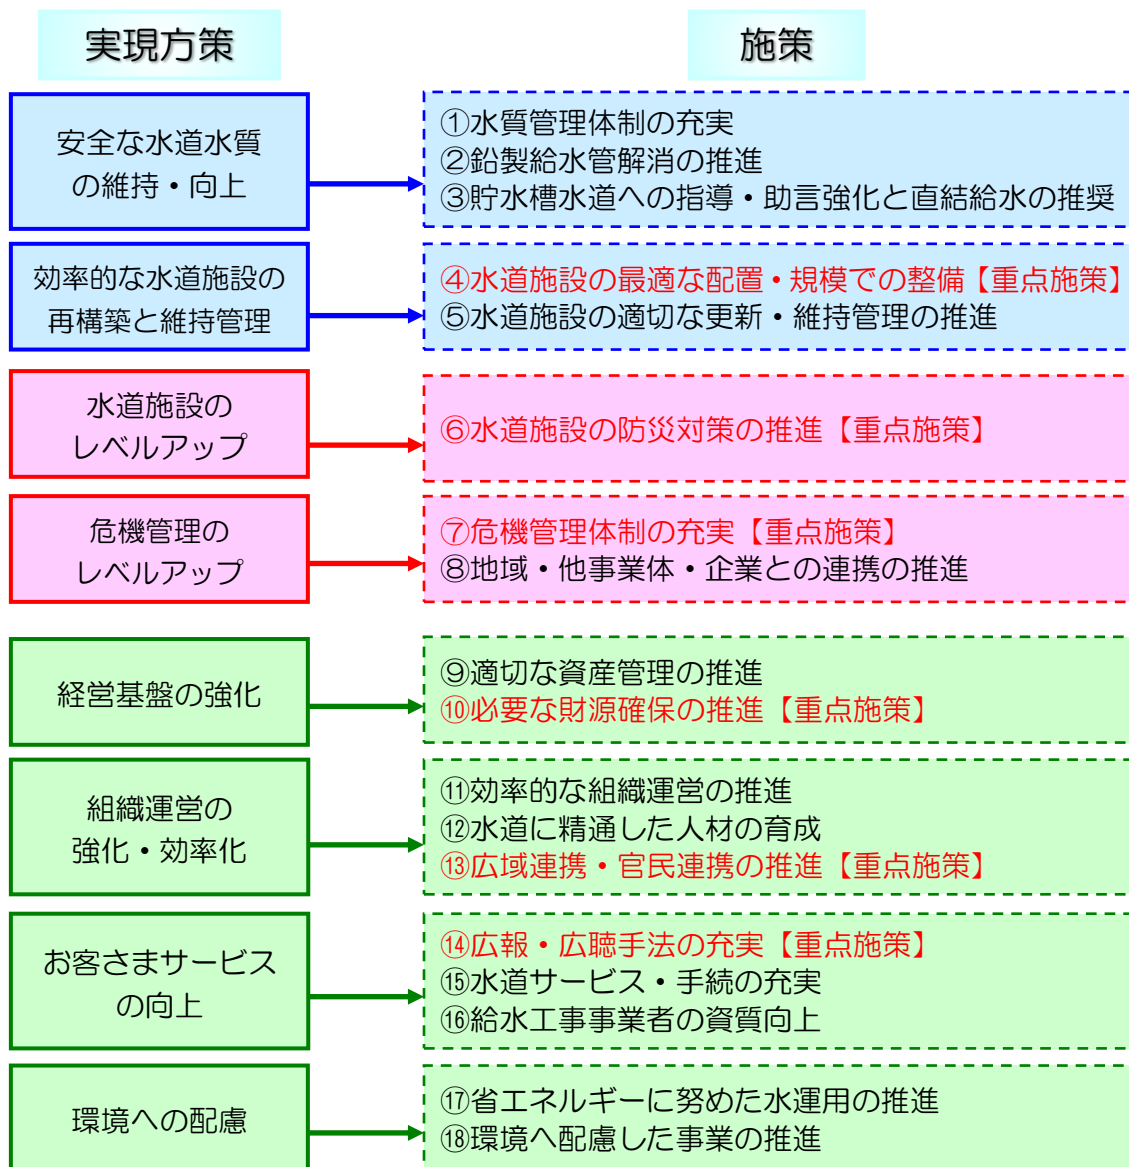 実現方策
施策
安全な水道水質
の維持・向上
①水質管理体制の充実
②鉛製給水管解消の推進
③貯水槽水道への指導・助言強化と直結給水の推奨
効率的な水道施設の
再構築と維持管理
④水道施設の最適な配置・規模での整備【重点施策】
⑤水道施設の適切な更新・維持管理の推進
水道施設の
レベルアップ
⑥水道施設の防災対策の推進【重点施策】
危機管理の
レベルアップ
⑦危機管理体制の充実【重点施策】
⑧地域・他事業体・企業との連携の推進
経営基盤の強化
⑨適切な資産管理の推進
⑩必要な財源確保の推進【重点施策】
組織運営の
強化・効率化
⑪効率的な組織運営の推進
⑫水道に精通した人材の育成
⑬広域連携・官民連携の推進【重点施策】
お客さまサービス
の向上
⑭広報・広聴手法の充実【重点施策】
⑮水道サービス・手続の充実
⑯給水工事事業者の資質向上
環境への配慮
⑰省エネルギーに努めた水運用の推進
⑱環境へ配慮した事業の推進